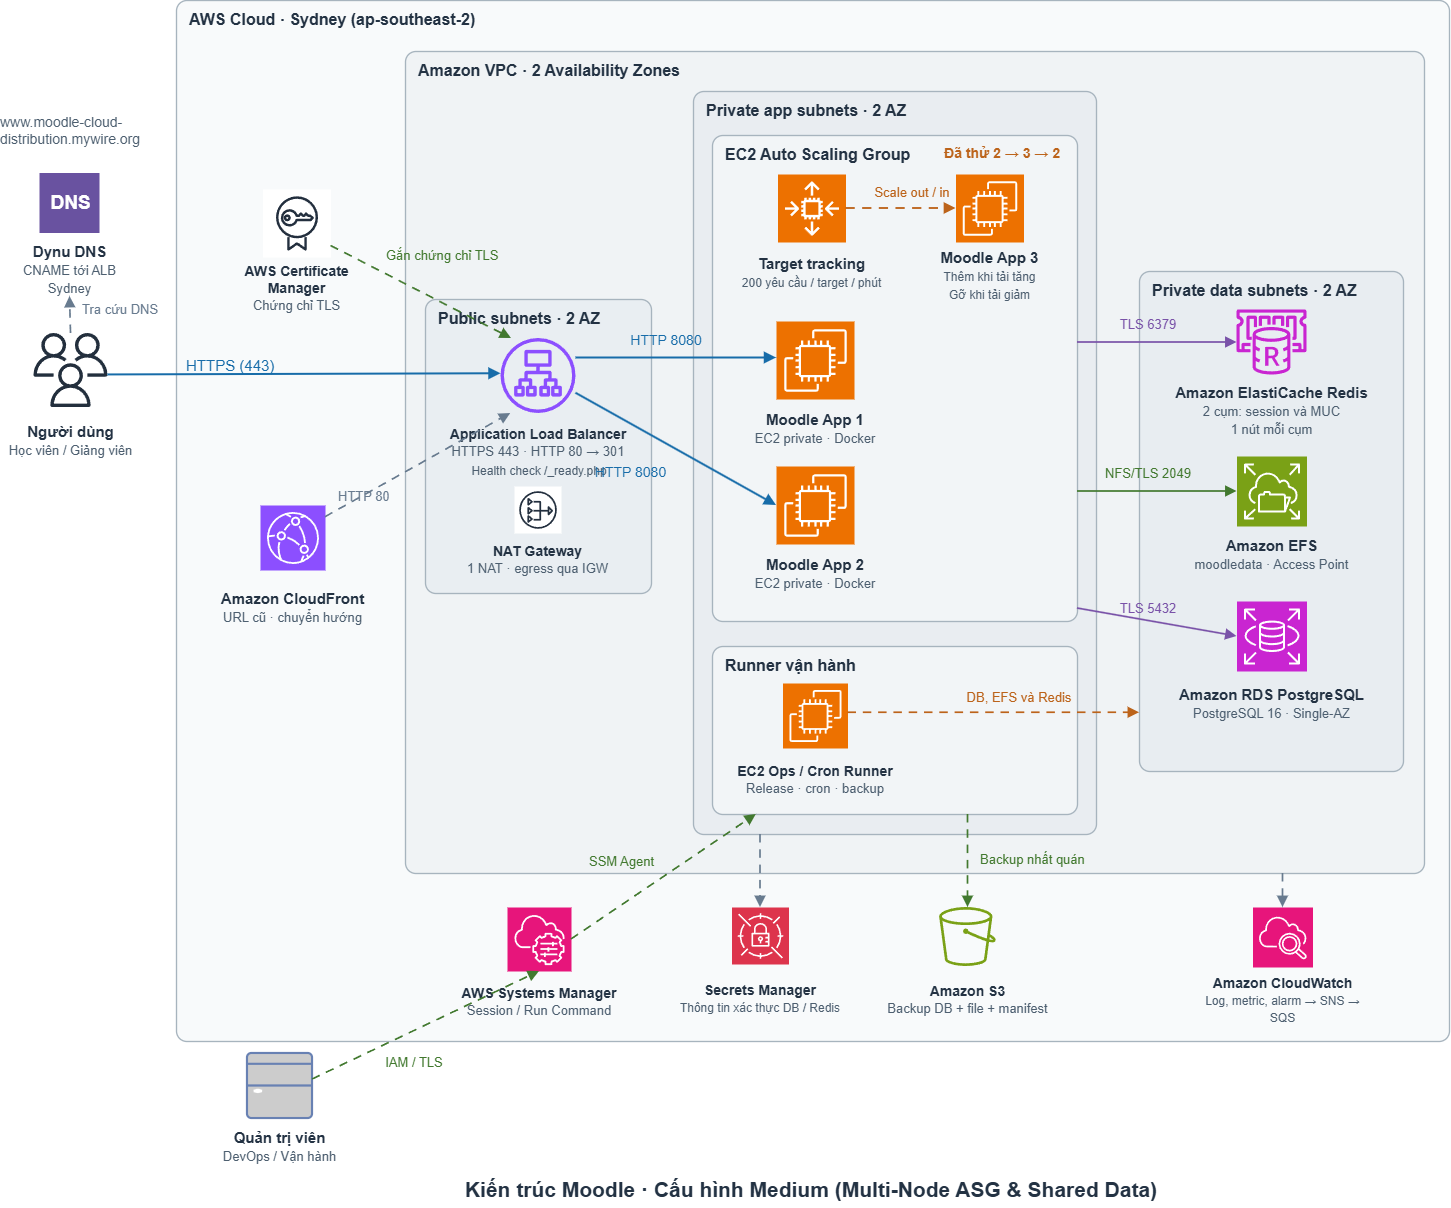 AWS Cloud · Sydney (ap-southeast-2)
Amazon VPC · 2 Availability Zones
Private app subnets · 2 AZ
www.moodle-cloud-
distribution.mywire.org
EC2 Auto Scaling Group
Đã thử 2 → 3 → 2
DNS
Dynu DNS
CNAME tới ALB
Sydney
Tra cứu DNS
AWS Certificate
Manager
Chứng chỉ TLS
Gắn chứng chỉ TLS
Scale out / in
Target tracking
200 yêu cầu / target / phút
Moodle App 3
Thêm khi tải tăng
Gỡ khi tải giảm
Private data subnets · 2 AZ
Public subnets · 2 AZ
HTTPS (443)
HTTP 8080
TLS 6379
R
Amazon ElastiCache Redis
2 cụm: session và MUC
1 nút mỗi cụm
Người dùng
Học viên / Giảng viên
Application Load Balancer
HTTPS 443 · HTTP 80 → 301
Health check /_ready.php
HTTP 8080
Moodle App 1
EC2 private · Docker
HTTP 80
NFS/TLS 2049
Amazon EFS
moodledata · Access Point
NAT Gateway
1 NAT · egress qua IGW
Moodle App 2
EC2 private · Docker
Amazon CloudFront
URL cũ · chuyển hướng
TLS 5432
Amazon RDS PostgreSQL
PostgreSQL 16 · Single-AZ
Runner vận hành
DB, EFS và Redis
EC2 Ops / Cron Runner
Release · cron · backup
SSM Agent
Backup nhất quán
AWS Systems Manager
Session / Run Command
Secrets Manager
Thông tin xác thực DB / Redis
Amazon S3
Backup DB + file + manifest
Amazon CloudWatch
Log, metric, alarm → SNS →
SQS
IAM / TLS
Quản trị viên
DevOps / Vận hành
Kiến trúc Moodle · Cấu hình Medium (Multi-Node ASG & Shared Data)